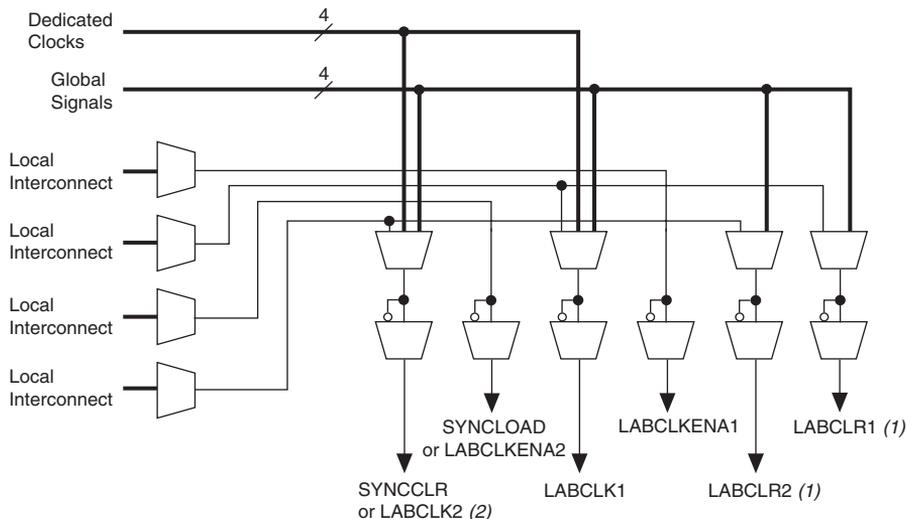 Dedicated
Clocks
4
Global
Signals
4
Local
Interconnect
Local
Interconnect
Local
Interconnect
Local
Interconnect
SYNCLOAD
or LABCLKENA2
LABCLKENA1
LABCLR1 (1)
SYNCCLR
or LABCLK2 (2)
LABCLK1
LABCLR2 (1)